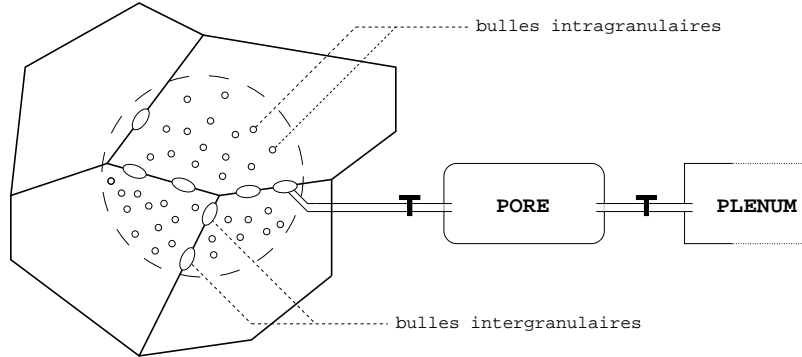 bulles intragranulaires
PORE
PLENUM
bulles intergranulaires